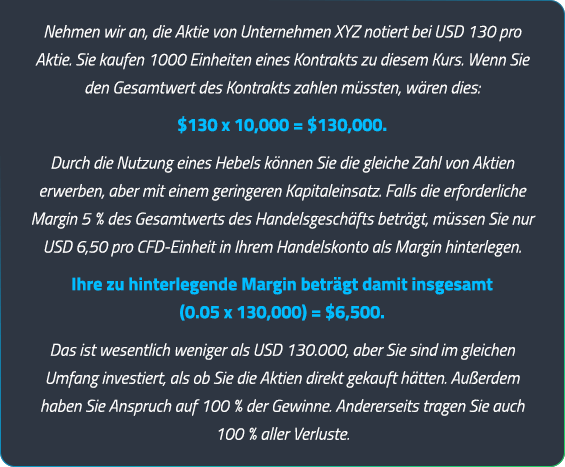 Nehmen wir an, die Aktie von Unternehmen XYZ notiert bei USD 130 pro
Aktie. Sie kaufen 1000 Einheiten eines Kontrakts zu diesem Kurs. Wenn Sie
den Gesamtwert des Kontrakts zahlen müssten, wären dies:
$130 x 10,000 = $130,000.
Durch die Nutzung eines Hebels können Sie die gleiche Zahl von Aktien
erwerben, aber mit einem geringeren Kapitaleinsatz. Falls die erforderliche
Margin 5 % des Gesamtwerts des Handelsgeschäfts beträgt, müssen Sie nur
USD 6,50 pro CFD-Einheit in Ihrem Handelskonto als Margin hinterlegen.
Ihre zu hinterlegende Margin beträgt damit insgesamt
(0.05 x 130,000) = $6,500.
Das ist wesentlich weniger als USD 130.000, aber Sie sind im gleichen
Umfang investiert, als ob Sie die Aktien direkt gekauft hätten. Außerdem
haben Sie Anspruch auf 100 % der Gewinne. Andererseits tragen Sie auch
100 % aller Verluste.